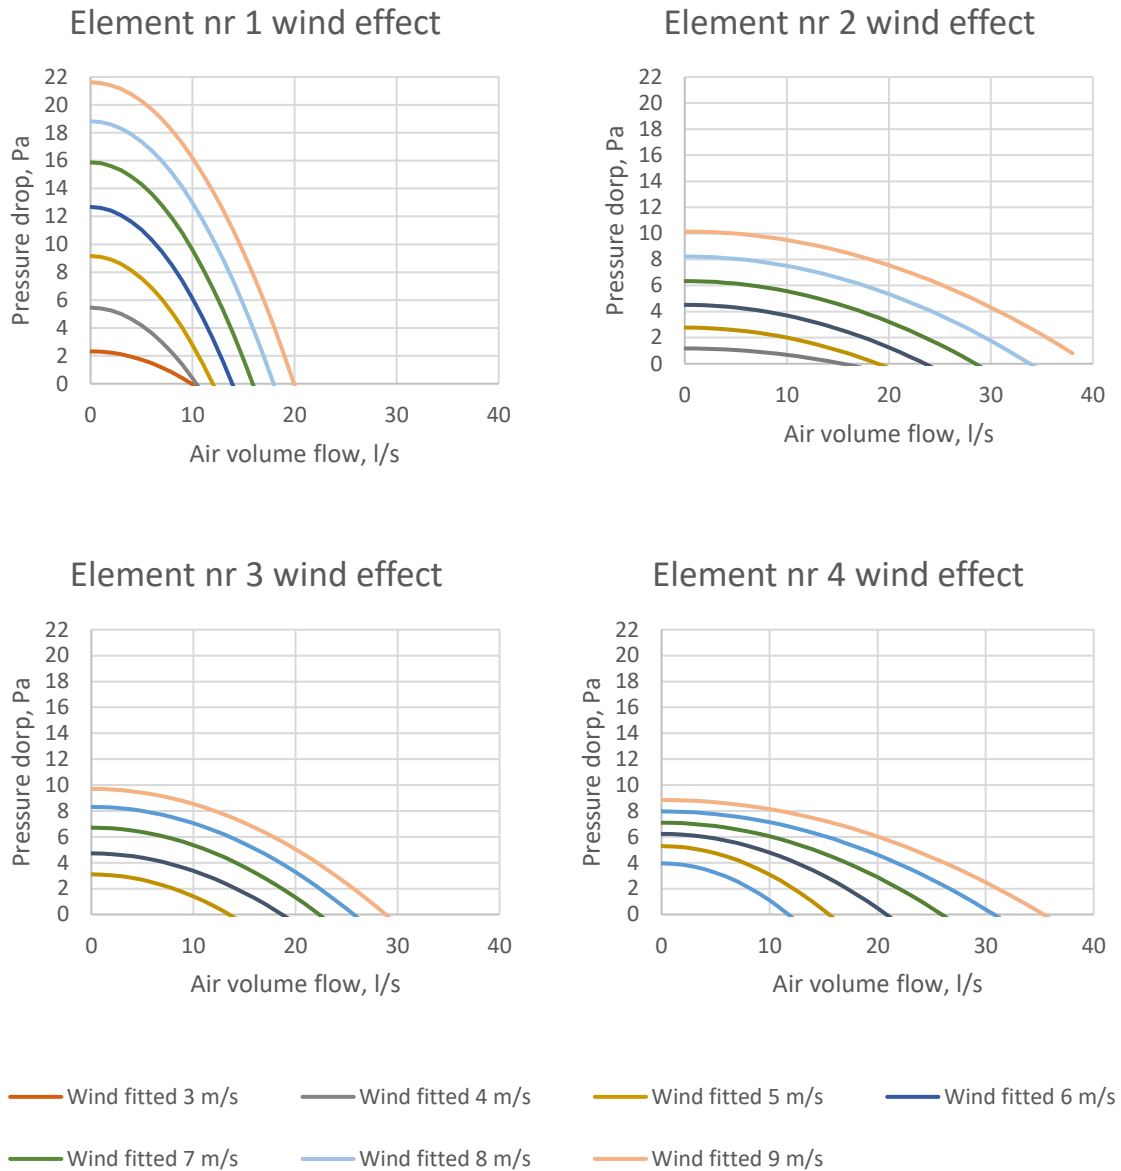 Element nr 1 wind effect
22
20
18
16
14
12
10
8
6
4
2
0
Pressure drop, Pa
0 10 20 30 40
Air volume flow, l/s
Element nr 2 wind effect
22
20
18
16
14
12
10
8
6
4
2
0
Pressure dorp, Pa
0 10 20 30 40
Air volume flow, l/s
Element nr 3 wind effect
22
20
18
16
14
12
10
8
6
4
2
0
Pressure dorp, Pa
0 10 20 30 40
Air volume flow, l/s
Element nr 4 wind effect
22
20
18
16
14
12
10
8
6
4
2
0
Pressure dorp, Pa
0 10 20 30 40
Air volume flow, l/s
Wind fitted 3 m/s Wind fitted 4 m/s Wind fitted 5 m/s Wind fitted 6 m/s
Wind fitted 7 m/s Wind fitted 8 m/s Wind fitted 9 m/s